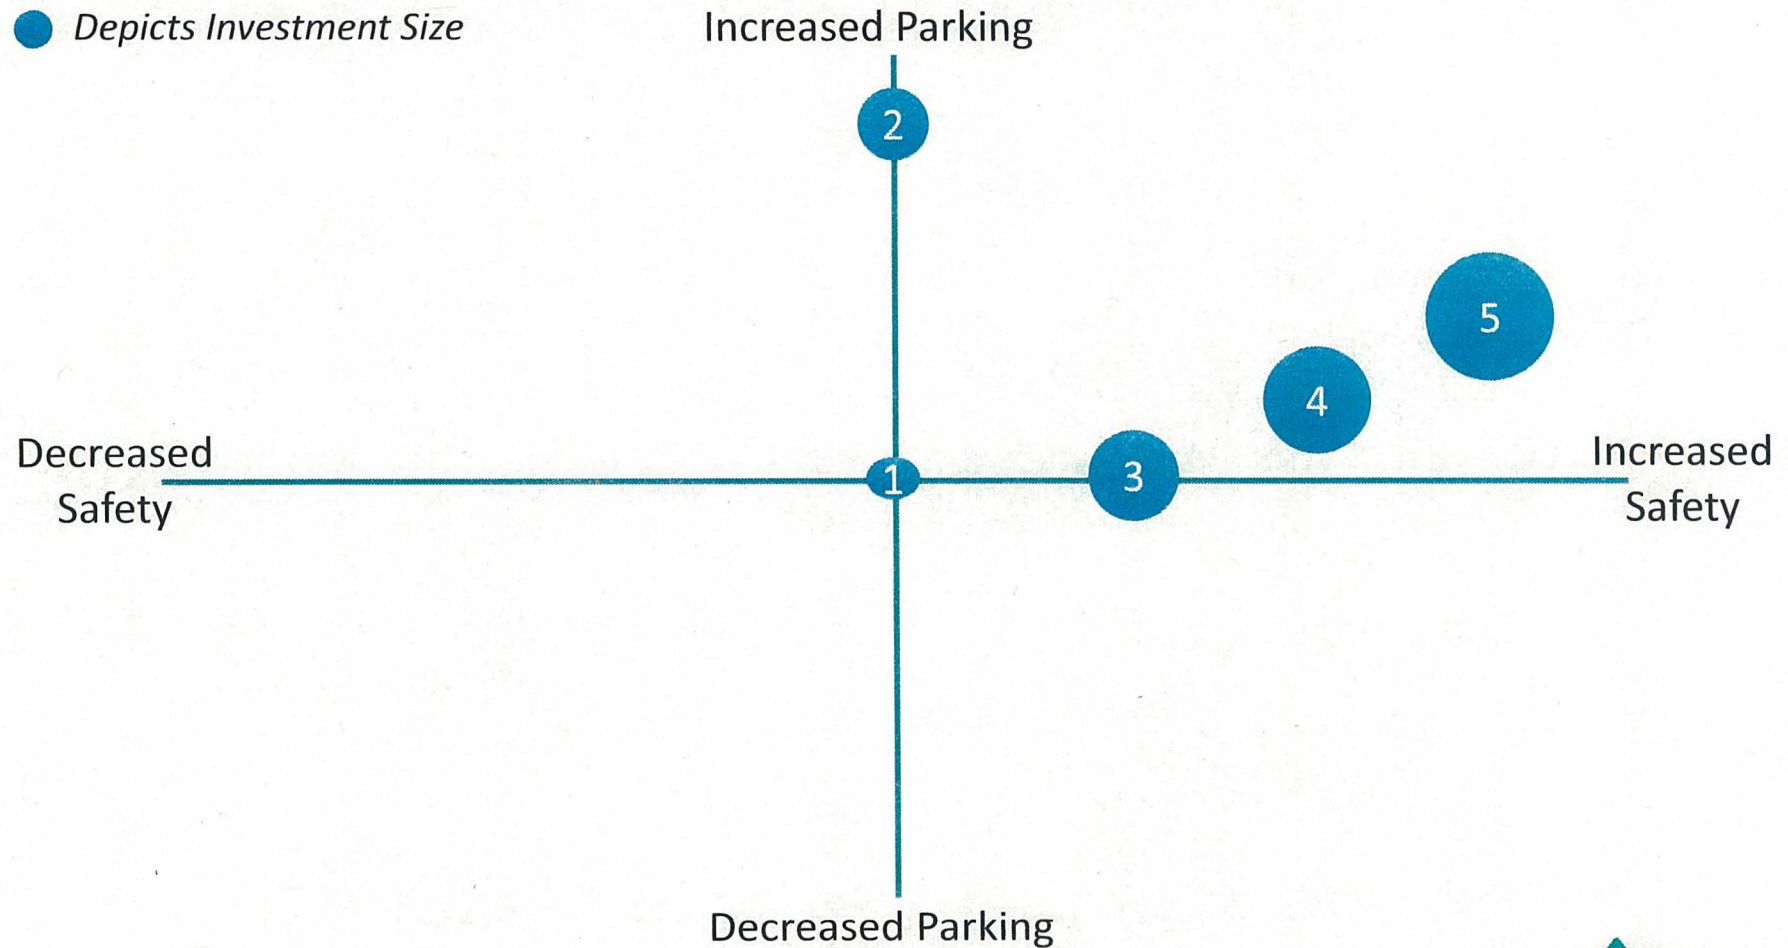 Depicts Investment Size
Increased Parking
2
5
4
Decreased
Safety
1
3
Increased
Safety
Decreased Parking